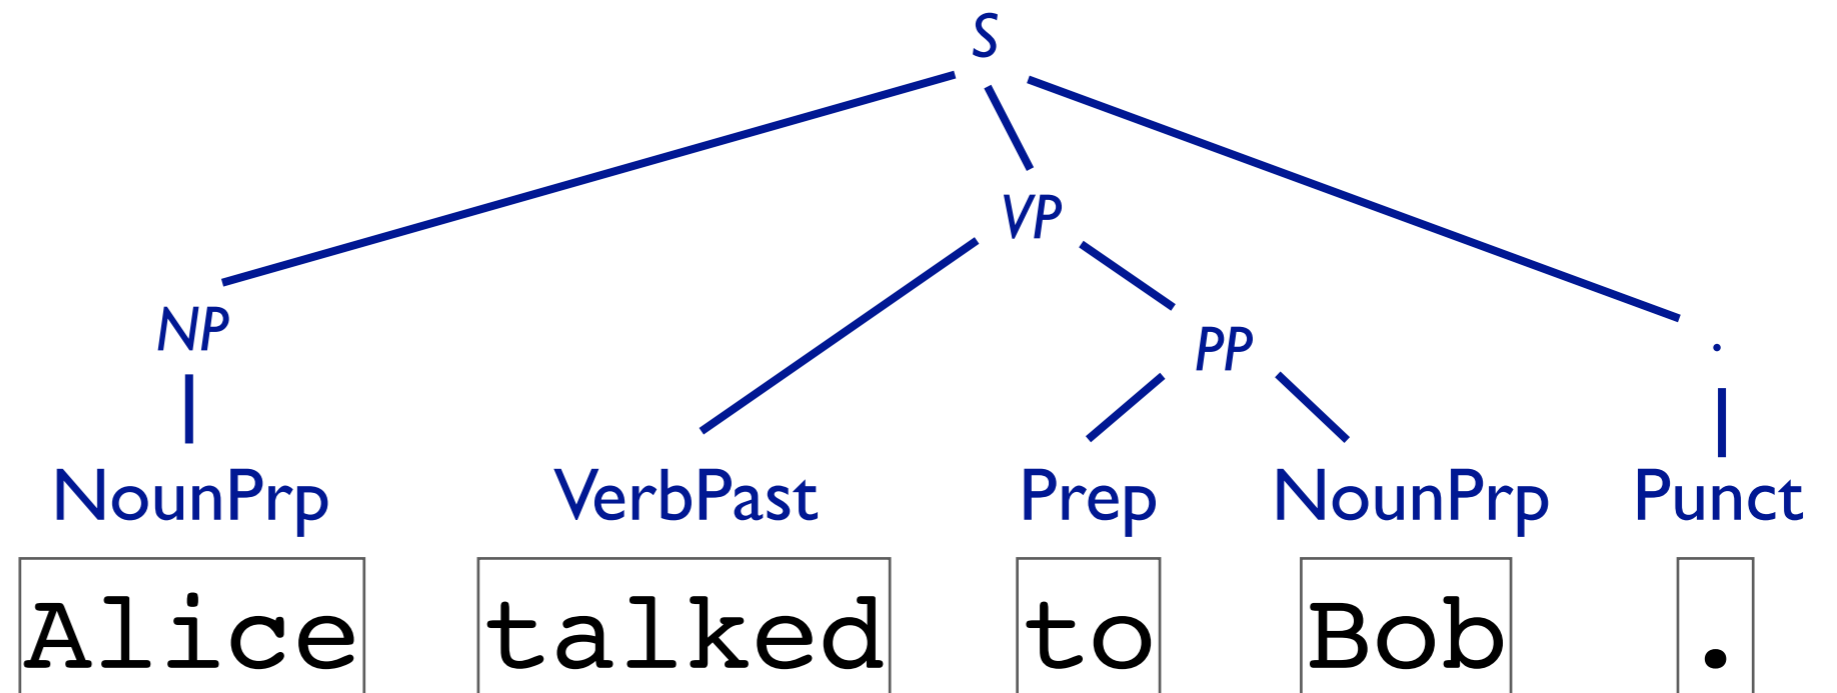 S
VP
NP
PP
.
NounPrp VerbPast Prep NounPrp Punct
Alice talked to Bob .